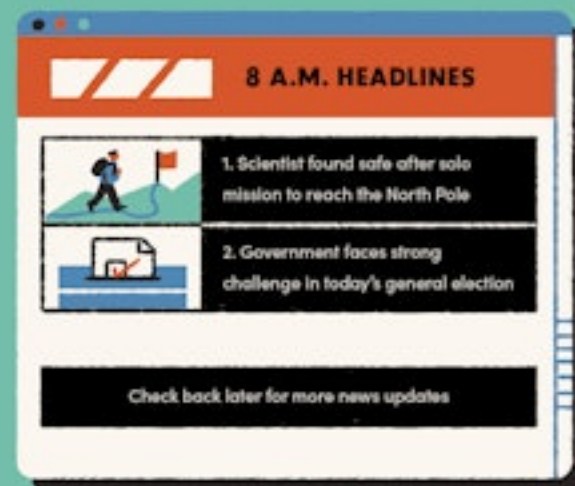 8 A.M. HEADLINES
1. Scientist found safe after solo
mission to reach the North Pole
2. Government faces strong
challenge in today's general election
Check back later for more news updates